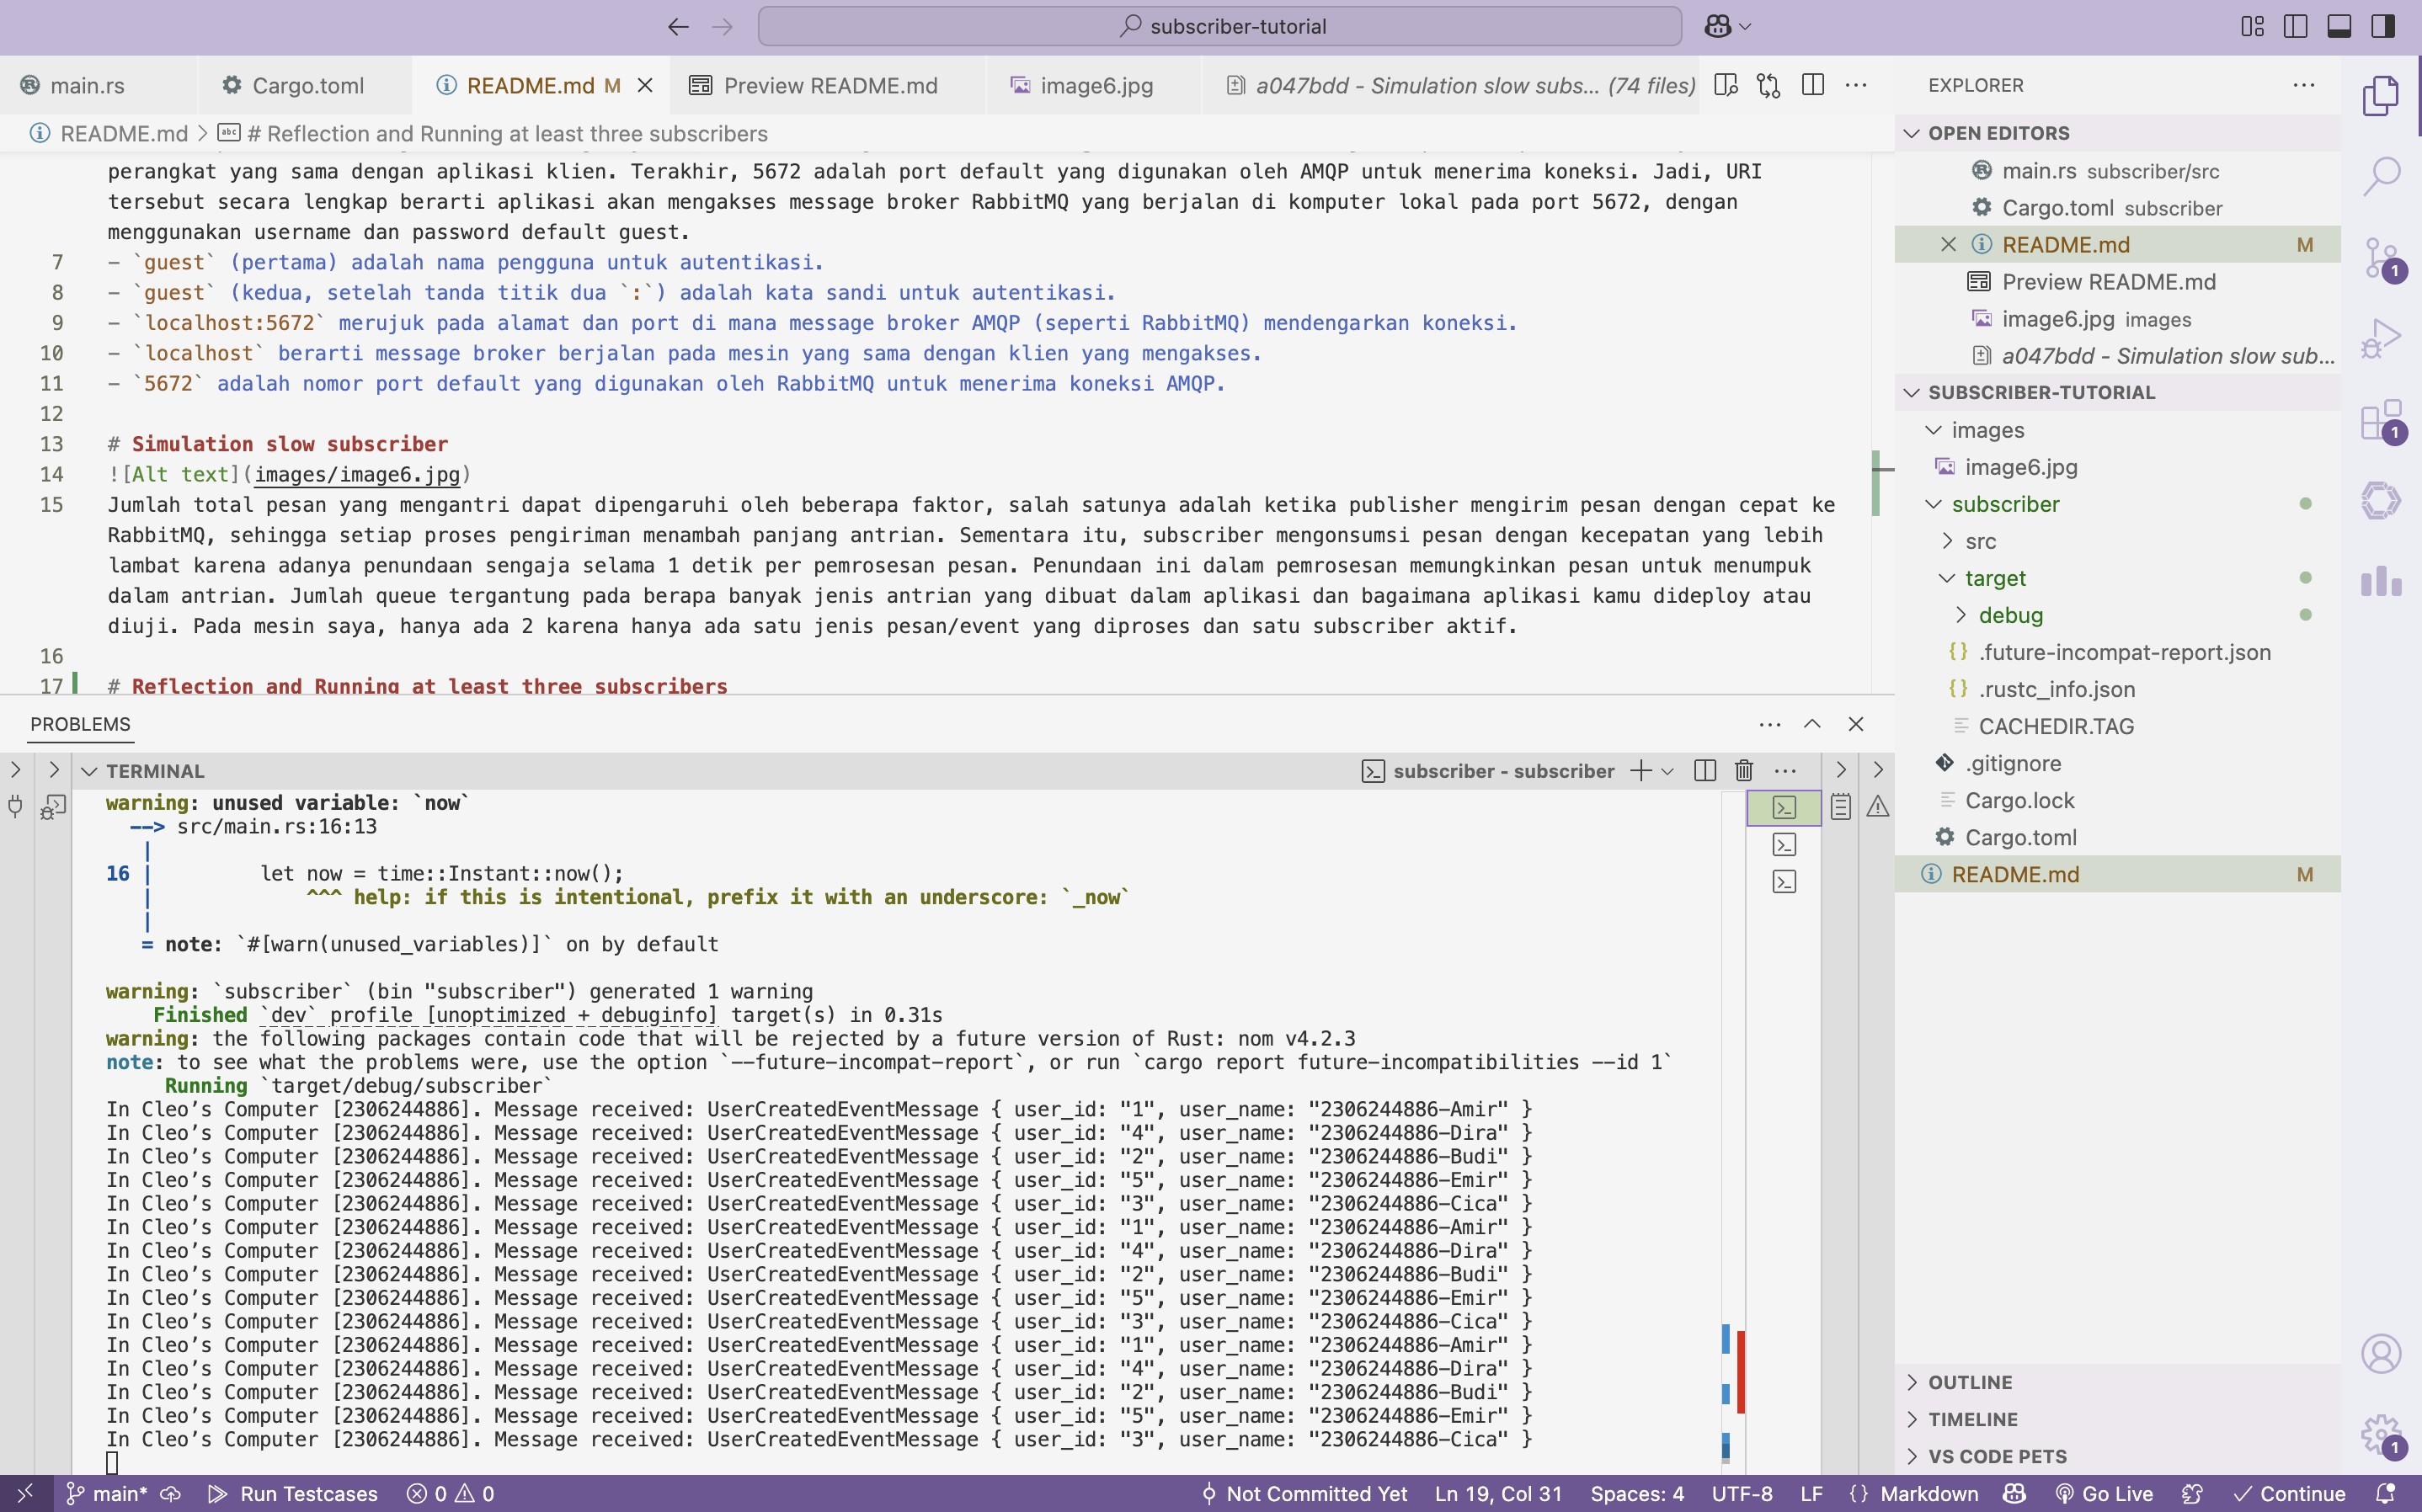 subscriber-tutorial
main.rs
Cargo.toml
README.md M
Preview README.md
image6.jpg
a047bdd - Simulation slow subs... (74 files)
README.md > # Reflection and Running at least three subscribers
perangkat yang sama dengan aplikasi klien. Terakhir, 5672 adalah port default yang digunakan oleh AMQP untuk menerima koneksi. Jadi, URI
tersebut secara lengkap berarti aplikasi akan mengakses message broker RabbitMQ yang berjalan di komputer lokal pada port 5672, dengan
menggunakan username dan password default guest.
7 - `guest` (pertama) adalah nama pengguna untuk autentikasi.
8 - `guest` (kedua, setelah tanda titik dua `:`) adalah kata sandi untuk autentikasi.
9 - `localhost:5672` merujuk pada alamat dan port di mana message broker AMQP (seperti RabbitMQ) mendengarkan koneksi.
10 - `localhost` berarti message broker berjalan pada mesin yang sama dengan klien yang mengakses.
11 - `5672` adalah nomor port default yang digunakan oleh RabbitMQ untuk menerima koneksi AMQP.
12
13 # Simulation slow subscriber
14 ![Alt text](images/image6.jpg)
15 Jumlah total pesan yang mengantri dapat dipengaruhi oleh beberapa faktor, salah satunya adalah ketika publisher mengirim pesan dengan cepat ke
RabbitMQ, sehingga setiap proses pengiriman menambah panjang antrian. Sementara itu, subscriber mengonsumsi pesan dengan kecepatan yang lebih
lambat karena adanya penundaan sengaja selama 1 detik per pemrosesan pesan. Penundaan ini dalam pemrosesan memungkinkan pesan untuk menumpuk
dalam antrian. Jumlah queue tergantung pada berapa banyak jenis antrian yang dibuat dalam aplikasi dan bagaimana aplikasi kamu dideploy atau
diuji. Pada mesin saya, hanya ada 2 karena hanya ada satu jenis pesan/event yang diproses dan satu subscriber aktif.
16
17 # Reflection and Running at least three subscribers
PROBLEMS
TERMINAL
subscriber - subscriber
warning: unused variable: `now`
--> src/main.rs:16:13
|
16 | let now = time::Instant::now();
| ^^^ help: if this is intentional, prefix it with an underscore: `_now`
|
= note: `#[warn(unused_variables)]` on by default
warning: `subscriber` (bin "subscriber") generated 1 warning
Finished `dev` profile [unoptimized + debuginfo] target(s) in 0.31s
warning: the following packages contain code that will be rejected by a future version of Rust: nom v4.2.3
note: to see what the problems were, use the option `--future-incompat-report`, or run `cargo report future-incompatibilities --id 1`
Running `target/debug/subscriber`
In Cleo’s Computer [2306244886]. Message received: UserCreatedEventMessage { user_id: "1", user_name: "2306244886-Amir" }
In Cleo’s Computer [2306244886]. Message received: UserCreatedEventMessage { user_id: "4", user_name: "2306244886-Dira" }
In Cleo’s Computer [2306244886]. Message received: UserCreatedEventMessage { user_id: "2", user_name: "2306244886-Budi" }
In Cleo’s Computer [2306244886]. Message received: UserCreatedEventMessage { user_id: "5", user_name: "2306244886-Emir" }
In Cleo’s Computer [2306244886]. Message received: UserCreatedEventMessage { user_id: "3", user_name: "2306244886-Cica" }
In Cleo’s Computer [2306244886]. Message received: UserCreatedEventMessage { user_id: "1", user_name: "2306244886-Amir" }
In Cleo’s Computer [2306244886]. Message received: UserCreatedEventMessage { user_id: "4", user_name: "2306244886-Dira" }
In Cleo’s Computer [2306244886]. Message received: UserCreatedEventMessage { user_id: "2", user_name: "2306244886-Budi" }
In Cleo’s Computer [2306244886]. Message received: UserCreatedEventMessage { user_id: "5", user_name: "2306244886-Emir" }
In Cleo’s Computer [2306244886]. Message received: UserCreatedEventMessage { user_id: "3", user_name: "2306244886-Cica" }
In Cleo’s Computer [2306244886]. Message received: UserCreatedEventMessage { user_id: "1", user_name: "2306244886-Amir" }
In Cleo’s Computer [2306244886]. Message received: UserCreatedEventMessage { user_id: "4", user_name: "2306244886-Dira" }
In Cleo’s Computer [2306244886]. Message received: UserCreatedEventMessage { user_id: "2", user_name: "2306244886-Budi" }
In Cleo’s Computer [2306244886]. Message received: UserCreatedEventMessage { user_id: "5", user_name: "2306244886-Emir" }
In Cleo’s Computer [2306244886]. Message received: UserCreatedEventMessage { user_id: "3", user_name: "2306244886-Cica" }
EXPLORER
OPEN EDITORS
main.rs subscriber/src
Cargo.toml subscriber
README.md M
Preview README.md
image6.jpg images
a047bdd - Simulation slow sub...
SUBSCRIBER-TUTORIAL
images
image6.jpg
subscriber
src
target
debug
{} .future-incompat-report.json
{} .rustc_info.json
CACHEDIR.TAG
.gitignore
Cargo.lock
Cargo.toml
README.md M
OUTLINE
TIMELINE
VS CODE PETS
1
1
1
main*
Run Testcases
0 0
Not Committed Yet
Ln 19, Col 31
Spaces: 4
UTF-8
LF
{} Markdown
Go Live
Continue